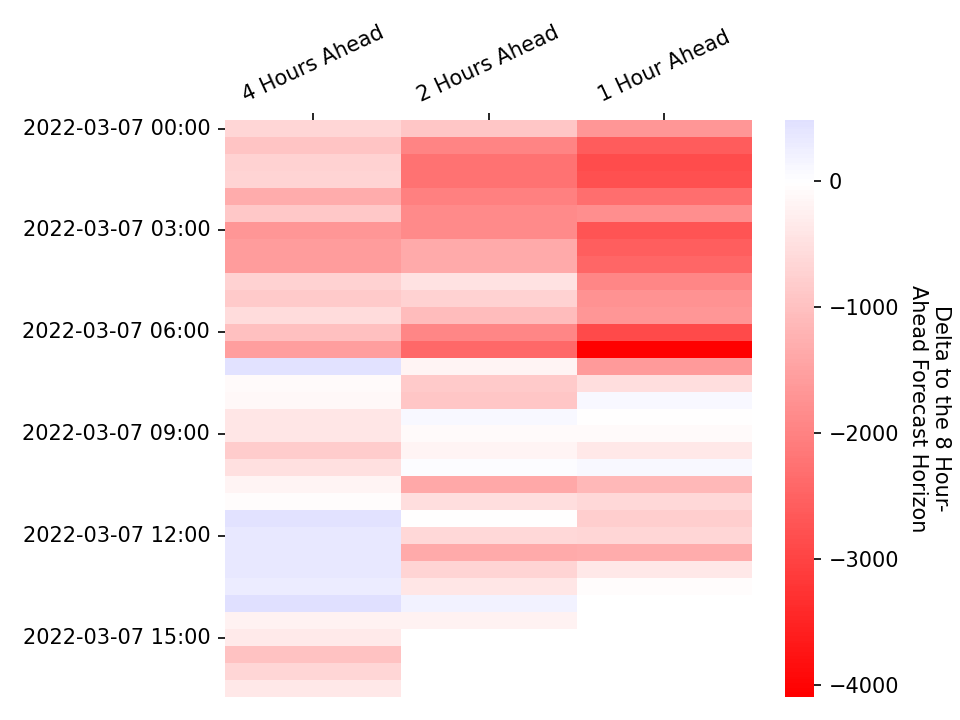 4 Hours Ahead
2 Hours Ahead
1 Hour Ahead
2022-03-07 00:00
2022-03-07 03:00
2022-03-07 06:00
2022-03-07 09:00
2022-03-07 12:00
2022-03-07 15:00
0
−1000
−2000
−3000
−4000
Delta to the 8 Hour-
Ahead Forecast Horizon